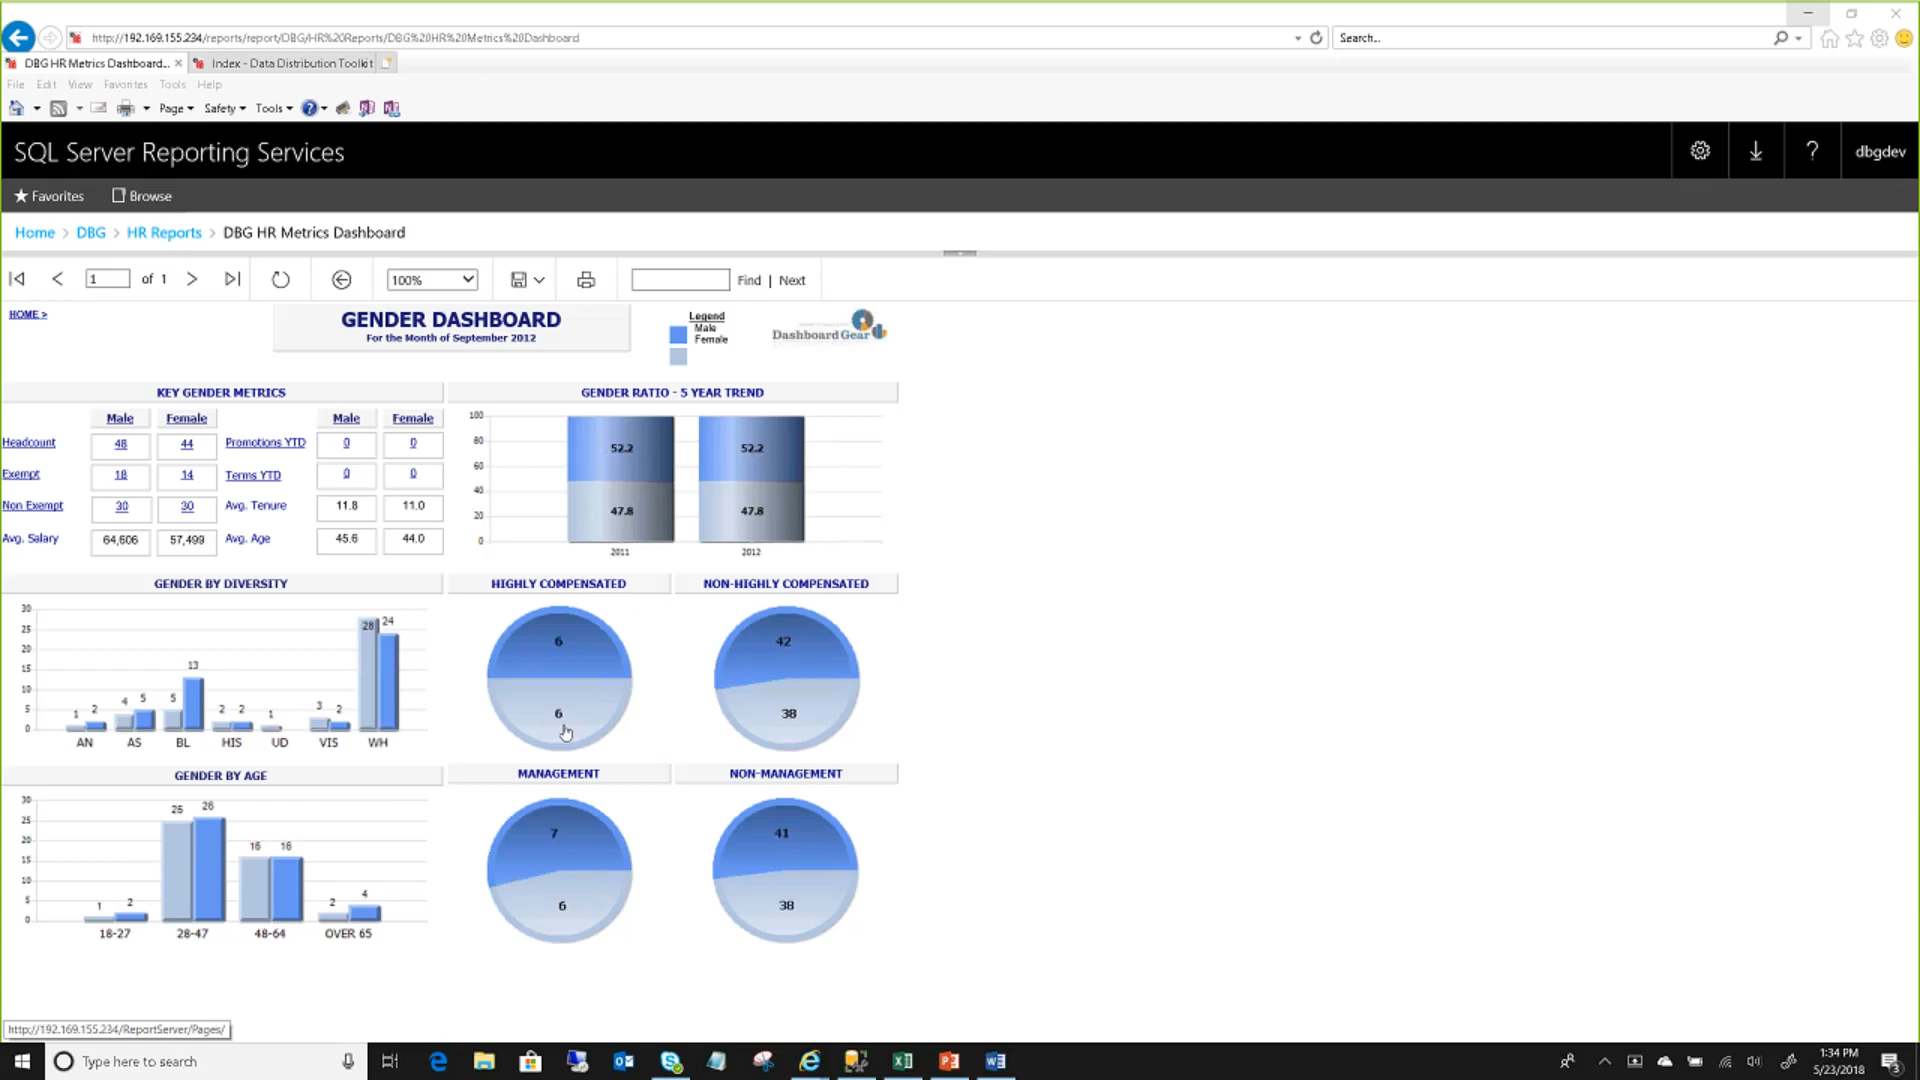 http://192.169.155.234/reports/report/DBG/HR%20Reports/DBG%20HR%20Metrics%20Dashboard
Search...
DBG HR Metrics Dashboard...
Index - Data Distribution Toolkit
File Edit View Favorites Tools Help
Page Safety Tools
SQL Server Reporting Services
? dbgdev
Favorites Browse
Home > DBG > HR Reports > DBG HR Metrics Dashboard
1 of 1 100% Find | Next
HOME >
GENDER DASHBOARD
For the Month of September 2012
Legend
Male
Female
DashboardGear
KEY GENDER METRICS
Male Female Male Female
Headcount 48 44 Promotions YTD 0 0
Exempt 18 14 Terms YTD 0 0
Non Exempt 30 30 Avg. Tenure 11.8 11.0
Avg. Salary 64,606 57,499 Avg. Age 45.6 44.0
GENDER RATIO - 5 YEAR TREND
100
80
60
40
20
0
52.2 52.2
47.8 47.8
2011 2012
GENDER BY DIVERSITY
30
25
20
15
10
5
0
1 2 4 5 5 13 2 2 1 3 2 28 24
AN AS BL HIS UD VIS WH
HIGHLY COMPENSATED
6
6
NON-HIGHLY COMPENSATED
42
38
GENDER BY AGE
30
25
20
15
10
5
0
1 2 25 26 16 16 2 4
18-27 28-47 48-64 OVER 65
MANAGEMENT
7
6
NON-MANAGEMENT
41
38
http://192.169.155.234/ReportServer/Pages/
Type here to search
1:34 PM
5/23/2018
3